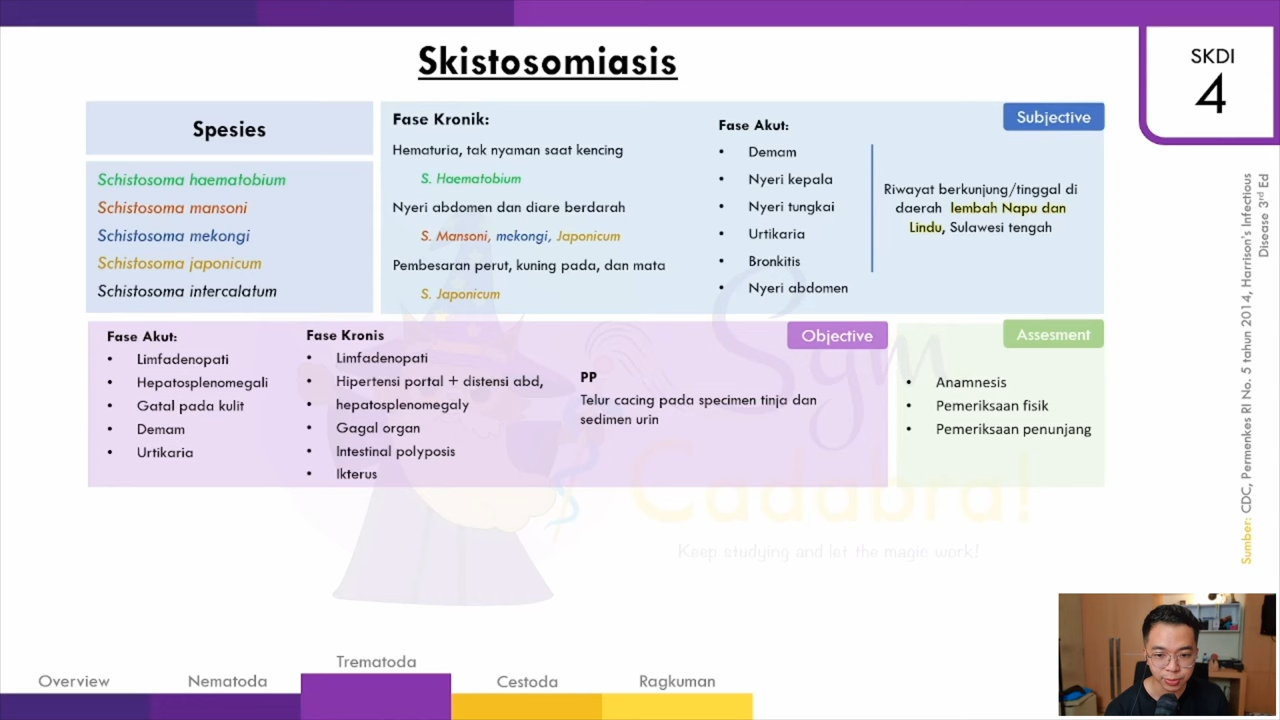 Skistosomiasis
SKDI
4
Spesies
Schistosoma haematobium
Schistosoma mansoni
Schistosoma mekongi
Schistosoma japonicum
Schistosoma intercalatum
Subjective
Fase Kronik:
Hematuria, tak nyaman saat kencing
S. Haematobium
Nyeri abdomen dan diare berdarah
S. Mansoni, mekongi, Japonicum
Pembesaran perut, kuning pada, dan mata
S. Japonicum
Fase Akut:
• Demam
• Nyeri kepala
• Nyeri tungkai
• Urtikaria
• Bronkitis
• Nyeri abdomen
Riwayat berkunjung/tinggal di
daerah lembah Napu dan
Lindu, Sulawesi tengah
Objective
Fase Akut:
• Limfadenopati
• Hepatosplenomegali
• Gatal pada kulit
• Demam
• Urtikaria
Fase Kronis
• Limfadenopati
• Hipertensi portal + distensi abd,
• hepatosplenomegaly
• Gagal organ
• Intestinal polyposis
• Ikterus
PP
Telur cacing pada specimen tinja dan
sedimen urin
Assesment
• Anamnesis
• Pemeriksaan fisik
• Pemeriksaan penunjang
Sumber: CDC, Permenkes RI No. 5 tahun 2014, Harrison's Infectious
Disease 3rd Ed
Sym
Cadabra!
Keep studying and let the magic work!
Overview
Nematoda
Trematoda
Cestoda
Ragkuman